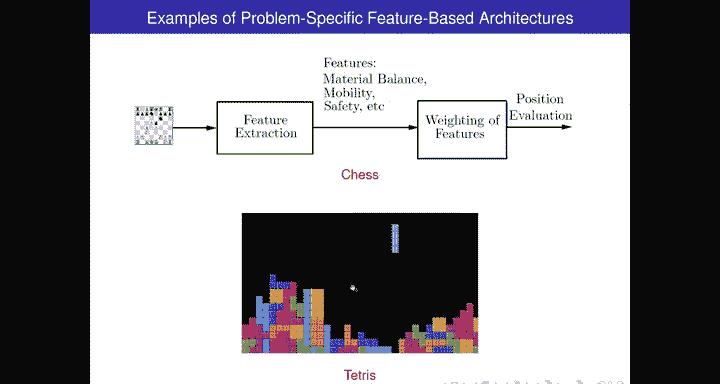 Examples of Problem-Specific Feature-Based Architectures
Features:
Material Balance,
Mobility,
Safety, etc
Feature
Extraction
Weighting of
Features
Position
Evaluation
Chess
Tetris